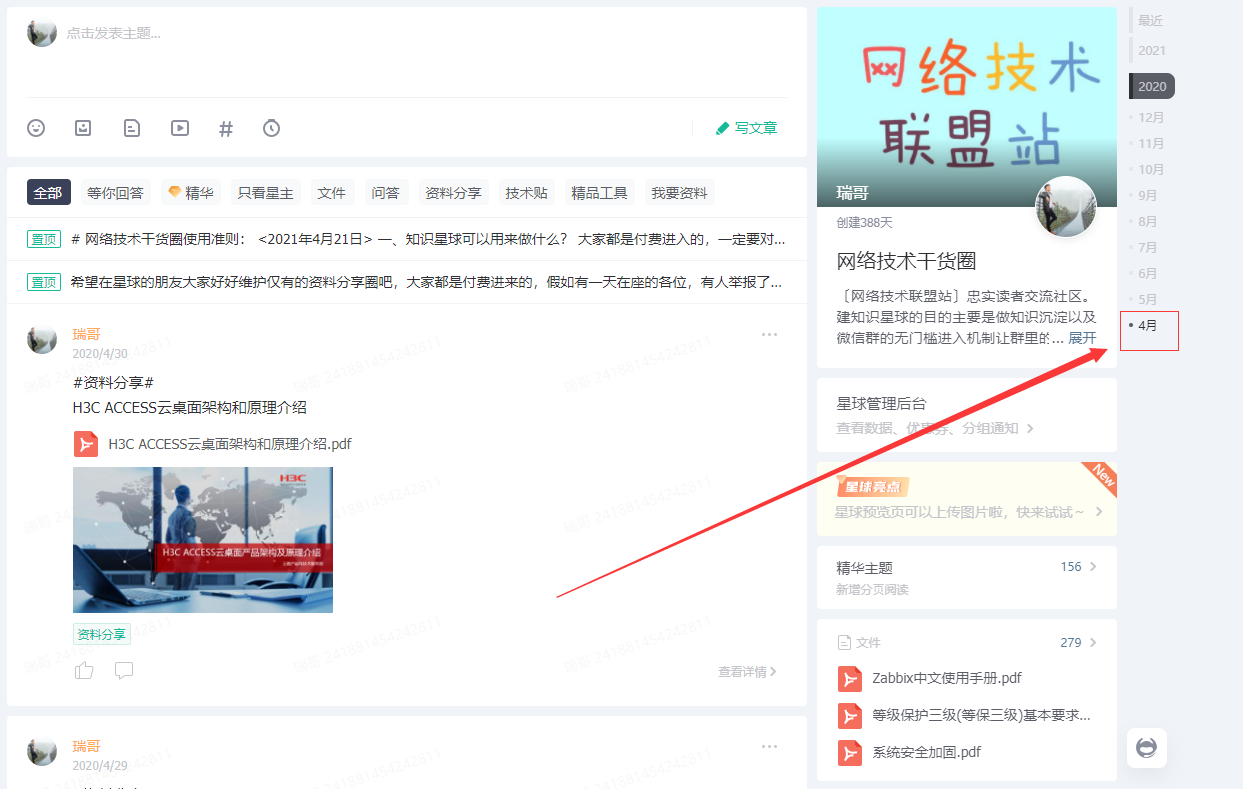 点击发表主题...
写文章
全部 等你回答 精华 只看星主 文件 问答 资料分享 技术贴 精品工具 我要资料
置顶 # 网络技术干货圈使用准则： <2021年4月21日> 一、知识星球可以用来做什么？ 大家都是付费进入的，一定要对...
置顶 希望在星球的朋友大家好好维护仅有的资料分享圈吧，大家都是付费进来的，假如有一天在座的各位，有人举报了...
瑞哥
2020/4/30
#资料分享#
H3C ACCESS云桌面架构和原理介绍
H3C ACCESS云桌面架构和原理介绍.pdf
H3C
H3C ACCESS云桌面产品架构及原理介绍
资料分享
查看详情
瑞哥
2020/4/29
瑞哥 241881454242811
网络技术
联盟站
瑞哥
创建388天
网络技术干货圈
〔网络技术联盟站〕忠实读者交流社区。
建知识星球的目的主要是做知识沉淀以及
微信群的无门槛进入机制让群里的... 展开
星球管理后台
查看数据、优惠券、分组通知
New
星球亮点
星球预览页可以上传图片啦，快来试试~
精华主题 156
新增分页阅读
文件 279
Zabbix中文使用手册.pdf
等级保护三级(等保三级)基本要求...
系统安全加固.pdf
最近
2021
2020
12月
11月
10月
9月
8月
7月
6月
5月
4月